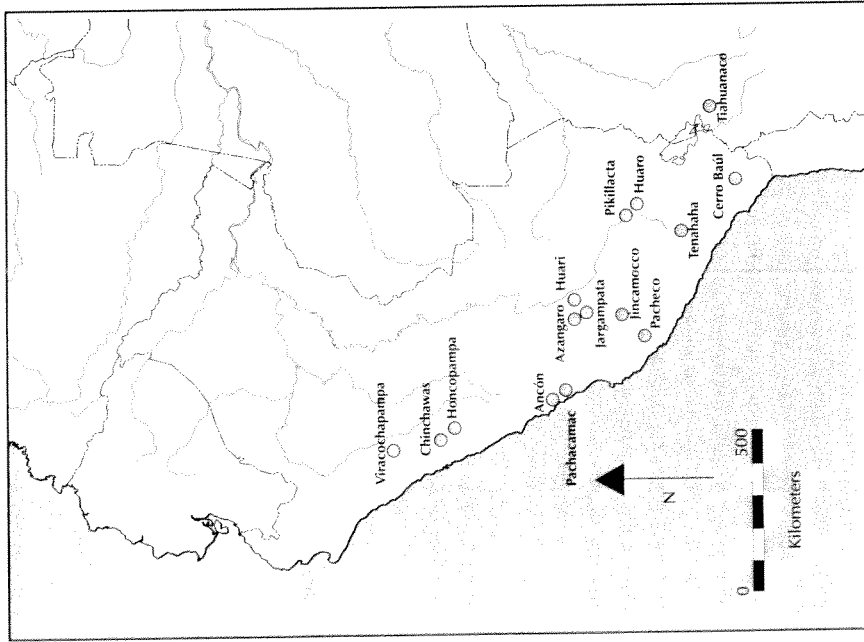 Viracochapampa
Chinchawas
Honcopampa
Ancón
Pachacamac
Azangaro Huari
Jargampata
Jincamocco
Pacheco
Pikillacta
Huaro
Tenahaha
Cerro Baúl
Tiahuanaco
N
0 500
Kilometers